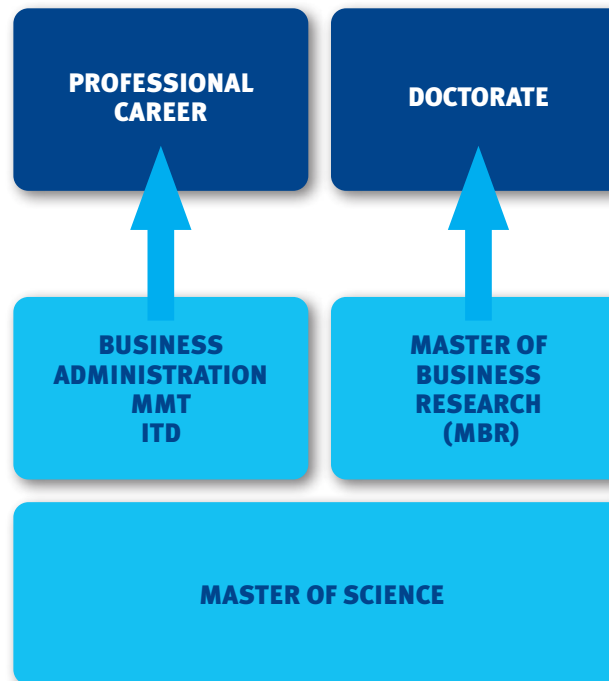 PROFESSIONAL
CAREER
DOCTORATE
BUSINESS
ADMINISTRATION
MMT
ITD
MASTER OF
BUSINESS
RESEARCH
(MBR)
MASTER OF SCIENCE